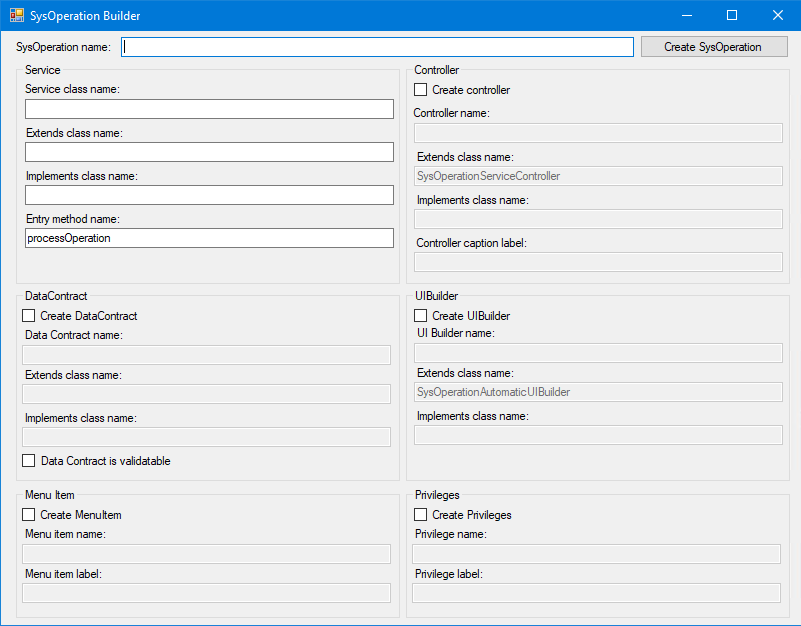 SysOperation Builder
SysOperation name:
Create SysOperation
Service
Service class name:
Extends class name:
Implements class name:
Entry method name:
processOperation
Controller
Create controller
Controller name:
Extends class name:
SysOperationServiceController
Implements class name:
Controller caption label:
DataContract
Create DataContract
Data Contract name:
Extends class name:
Implements class name:
Data Contract is validatable
UIBuilder
Create UIBuilder
UI Builder name:
Extends class name:
SysOperationAutomaticUIBuilder
Implements class name:
Menu Item
Create MenuItem
Menu item name:
Menu item label:
Privileges
Create Privileges
Privilege name:
Privilege label: